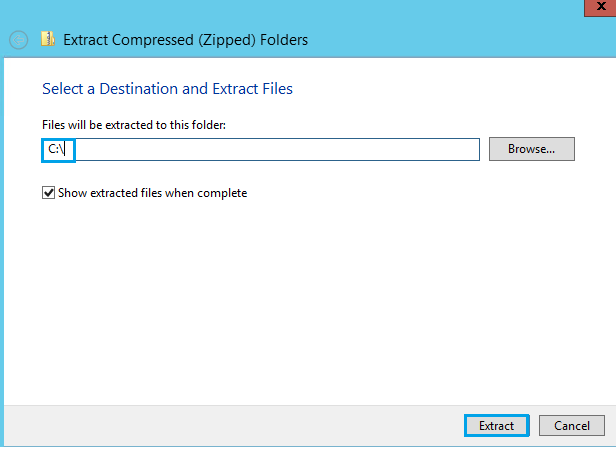 x
Extract Compressed (Zipped) Folders
Select a Destination and Extract Files
Files will be extracted to this folder:
C:\
Browse...
Show extracted files when complete
Extract
Cancel